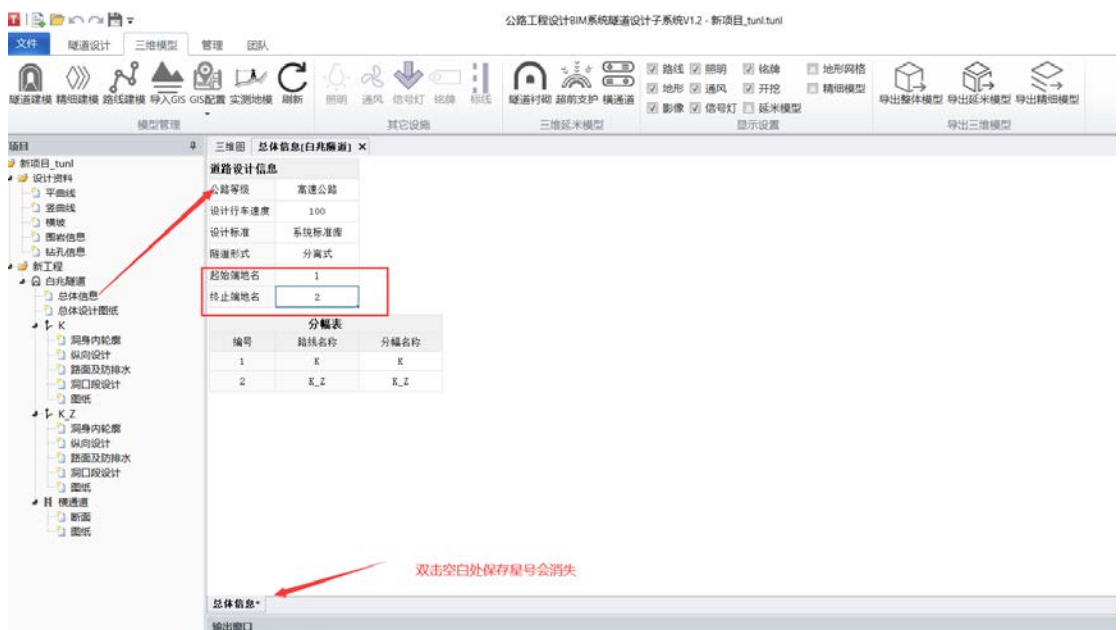 公路工程设计BIM系统隧道设计子系统V1.2 - 新项目_tunl.tunl
文件 隧道设计 三维模型 管理 团队
隧道建模 精细建模 路线建模 导入GIS GIS配置 实测地模 刷新 照明 通风 信号灯 铭牌 标线 隧道衬砌 超前支护 横通道
路线 照明 铭牌 地形网格
地形 通风 开挖 精细模型
影像 信号灯 延米模型
导出整体模型 导出延米模型 导出精细模型
模型管理 其它设施 三维延米模型 显示设置 导出三维模型
项目
新项目_tunl
设计资料
平曲线
竖曲线
横坡
围岩信息
钻孔信息
新工程
白兆隧道
总体信息
总体设计图纸
K
洞身内轮廓
纵向设计
路面及防排水
洞口段设计
图纸
K_Z
洞身内轮廓
纵向设计
路面及防排水
洞口段设计
图纸
横通道
断面
图纸
三维图 总体信息[白兆隧道]
道路设计信息
公路等级 高速公路
设计行车速度 100
设计标准 系统标准库
隧道形式 分离式
起始端地名 1
终止端地名 2
分幅表
编号 路线名称 分幅名称
1 K K
2 K_Z K_Z
双击空白处保存星号会消失
总体信息*
输出窗口